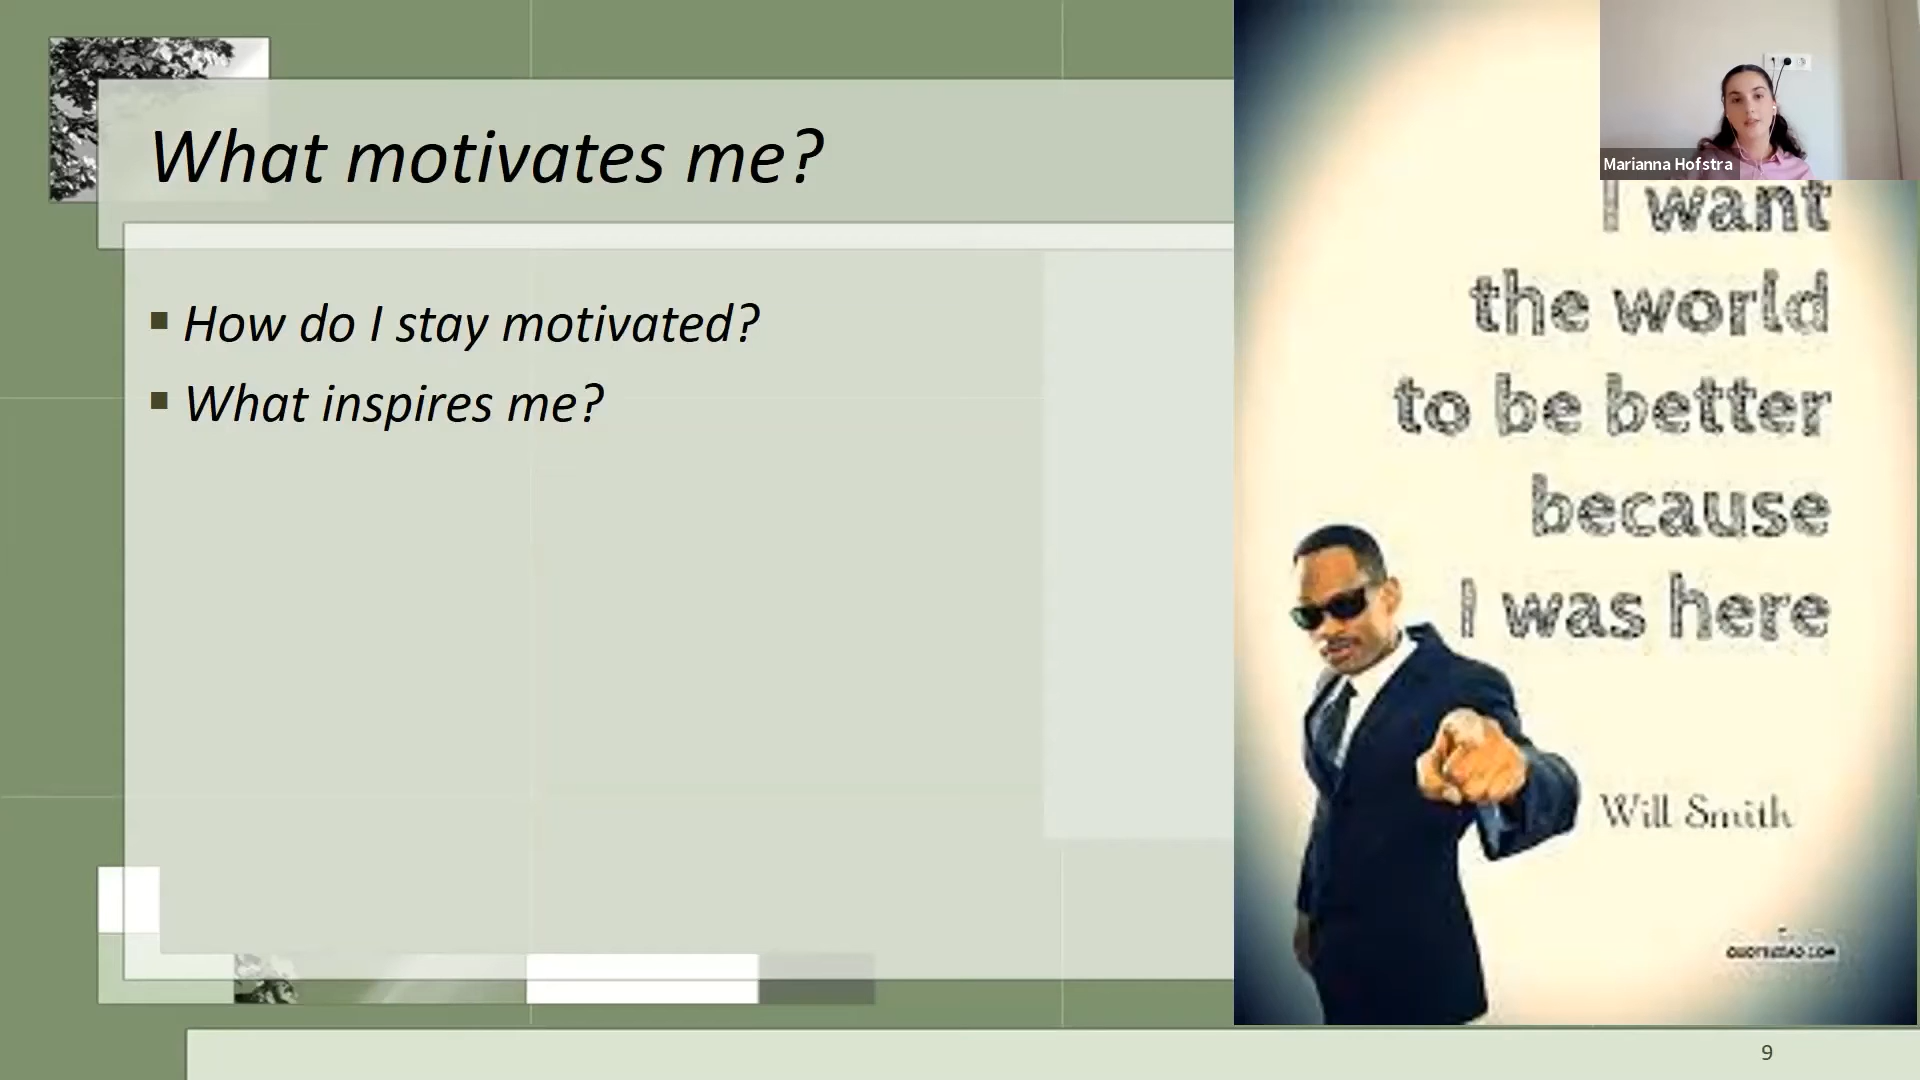 What motivates me?
▪ How do I stay motivated?
▪ What inspires me?
Marianna Hofstra
I want
the world
to be better
because
I was here
Will Smith
9